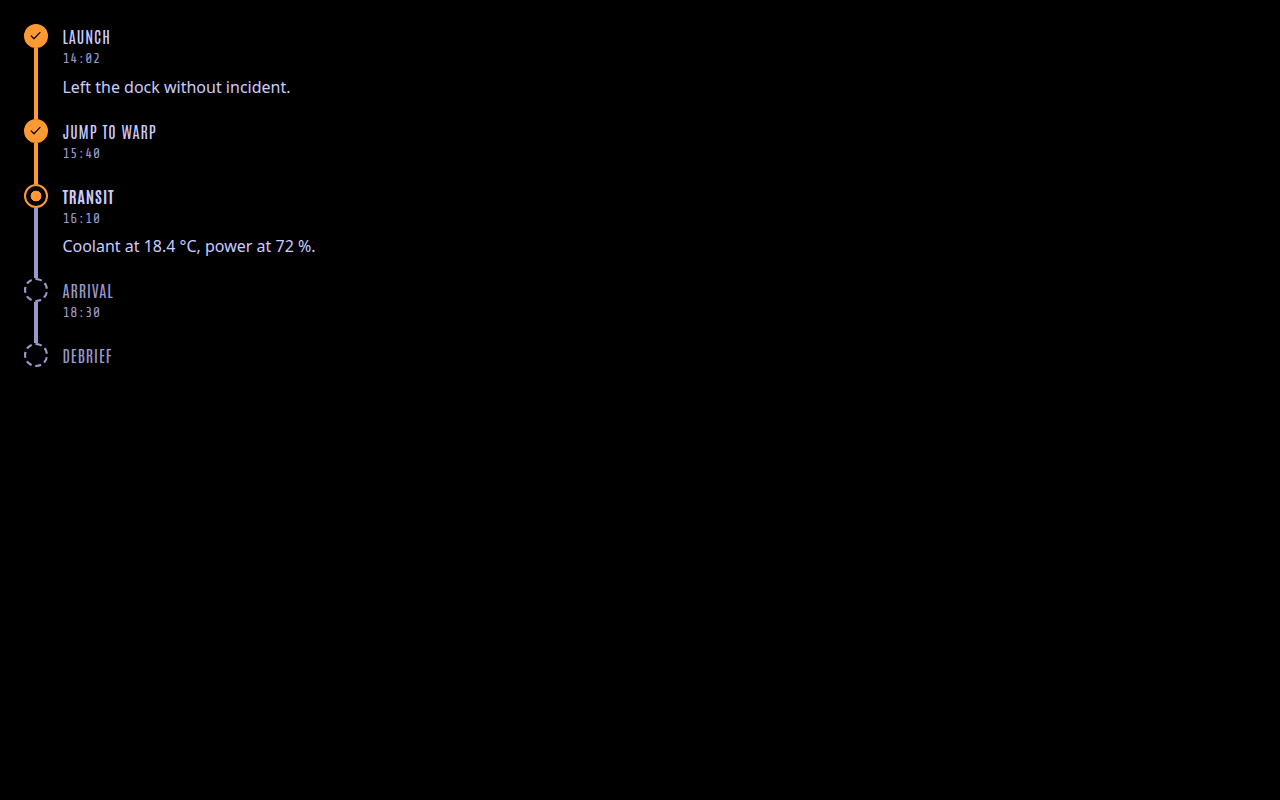 LAUNCH
14:02
Left the dock without incident.
JUMP TO WARP
15:40
TRANSIT
16:10
Coolant at 18.4 °C, power at 72 %.
ARRIVAL
18:30
DEBRIEF